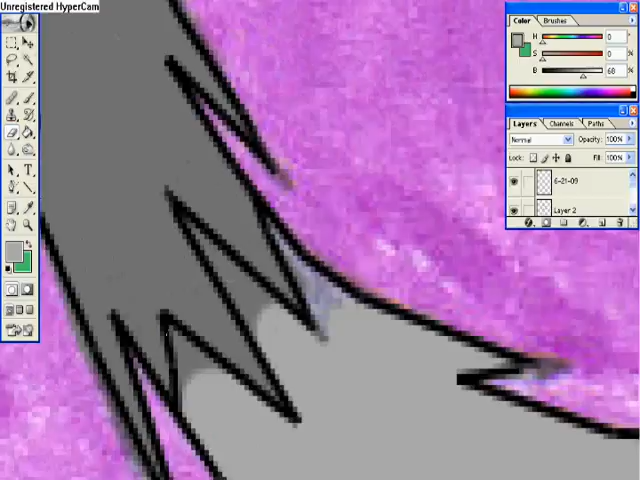 Unregistered HyperCam
Color
Brushes
H
0
°
S
0
%
B
68
%
Layers
Channels
Paths
Normal
Opacity: 100%
Lock:
Fill: 100%
6-21-09
Layer 2